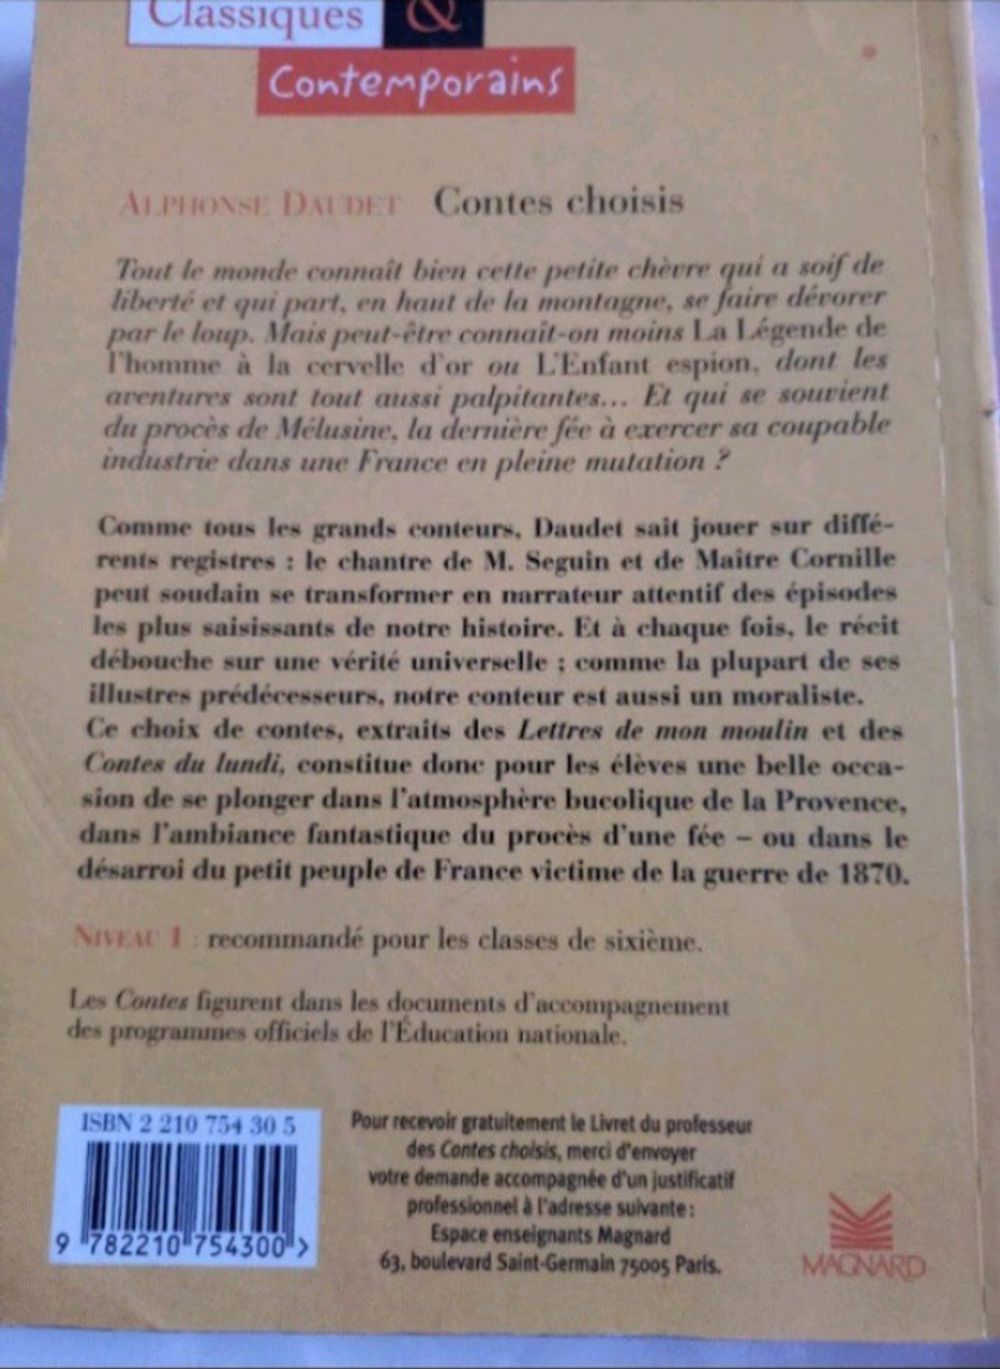 Classiques &
Contemporains
ALPHONSE DAUDET Contes choisis
Tout le monde connaît bien cette petite chèvre qui a soif de
liberté et qui part, en haut de la montagne, se faire dévorer
par le loup. Mais peut-être connaît-on moins La Légende de
l'homme à la cervelle d'or ou L'Enfant espion, dont les
aventures sont tout aussi palpitantes... Et qui se souvient
du procès de Mélusine, la dernière fée à exercer sa coupable
industrie dans une France en pleine mutation ?
Comme tous les grands conteurs, Daudet sait jouer sur diffé-
rents registres : le chantre de M. Seguin et de Maître Cornille
peut soudain se transformer en narrateur attentif des épisodes
les plus saisissants de notre histoire. Et à chaque fois, le récit
débouche sur une vérité universelle ; comme la plupart de ses
illustres prédécesseurs, notre conteur est aussi un moraliste.
Ce choix de contes, extraits des Lettres de mon moulin et des
Contes du lundi, constitue donc pour les élèves une belle occa-
sion de se plonger dans l'atmosphère bucolique de la Provence,
dans l'ambiance fantastique du procès d'une fée – ou dans le
désarroi du petit peuple de France victime de la guerre de 1870.
NIVEAU 1 : recommandé pour les classes de sixième.
Les Contes figurent dans les documents d'accompagnement
des programmes officiels de l'Éducation nationale.
ISBN 2 210 754 30 5
9 782210 754300 >
Pour recevoir gratuitement le Livret du professeur
des Contes choisis, merci d'envoyer
votre demande accompagnée d'un justificatif
professionnel à l'adresse suivante :
Espace enseignants Magnard
63, boulevard Saint-Germain 75005 Paris.
MAGNARD